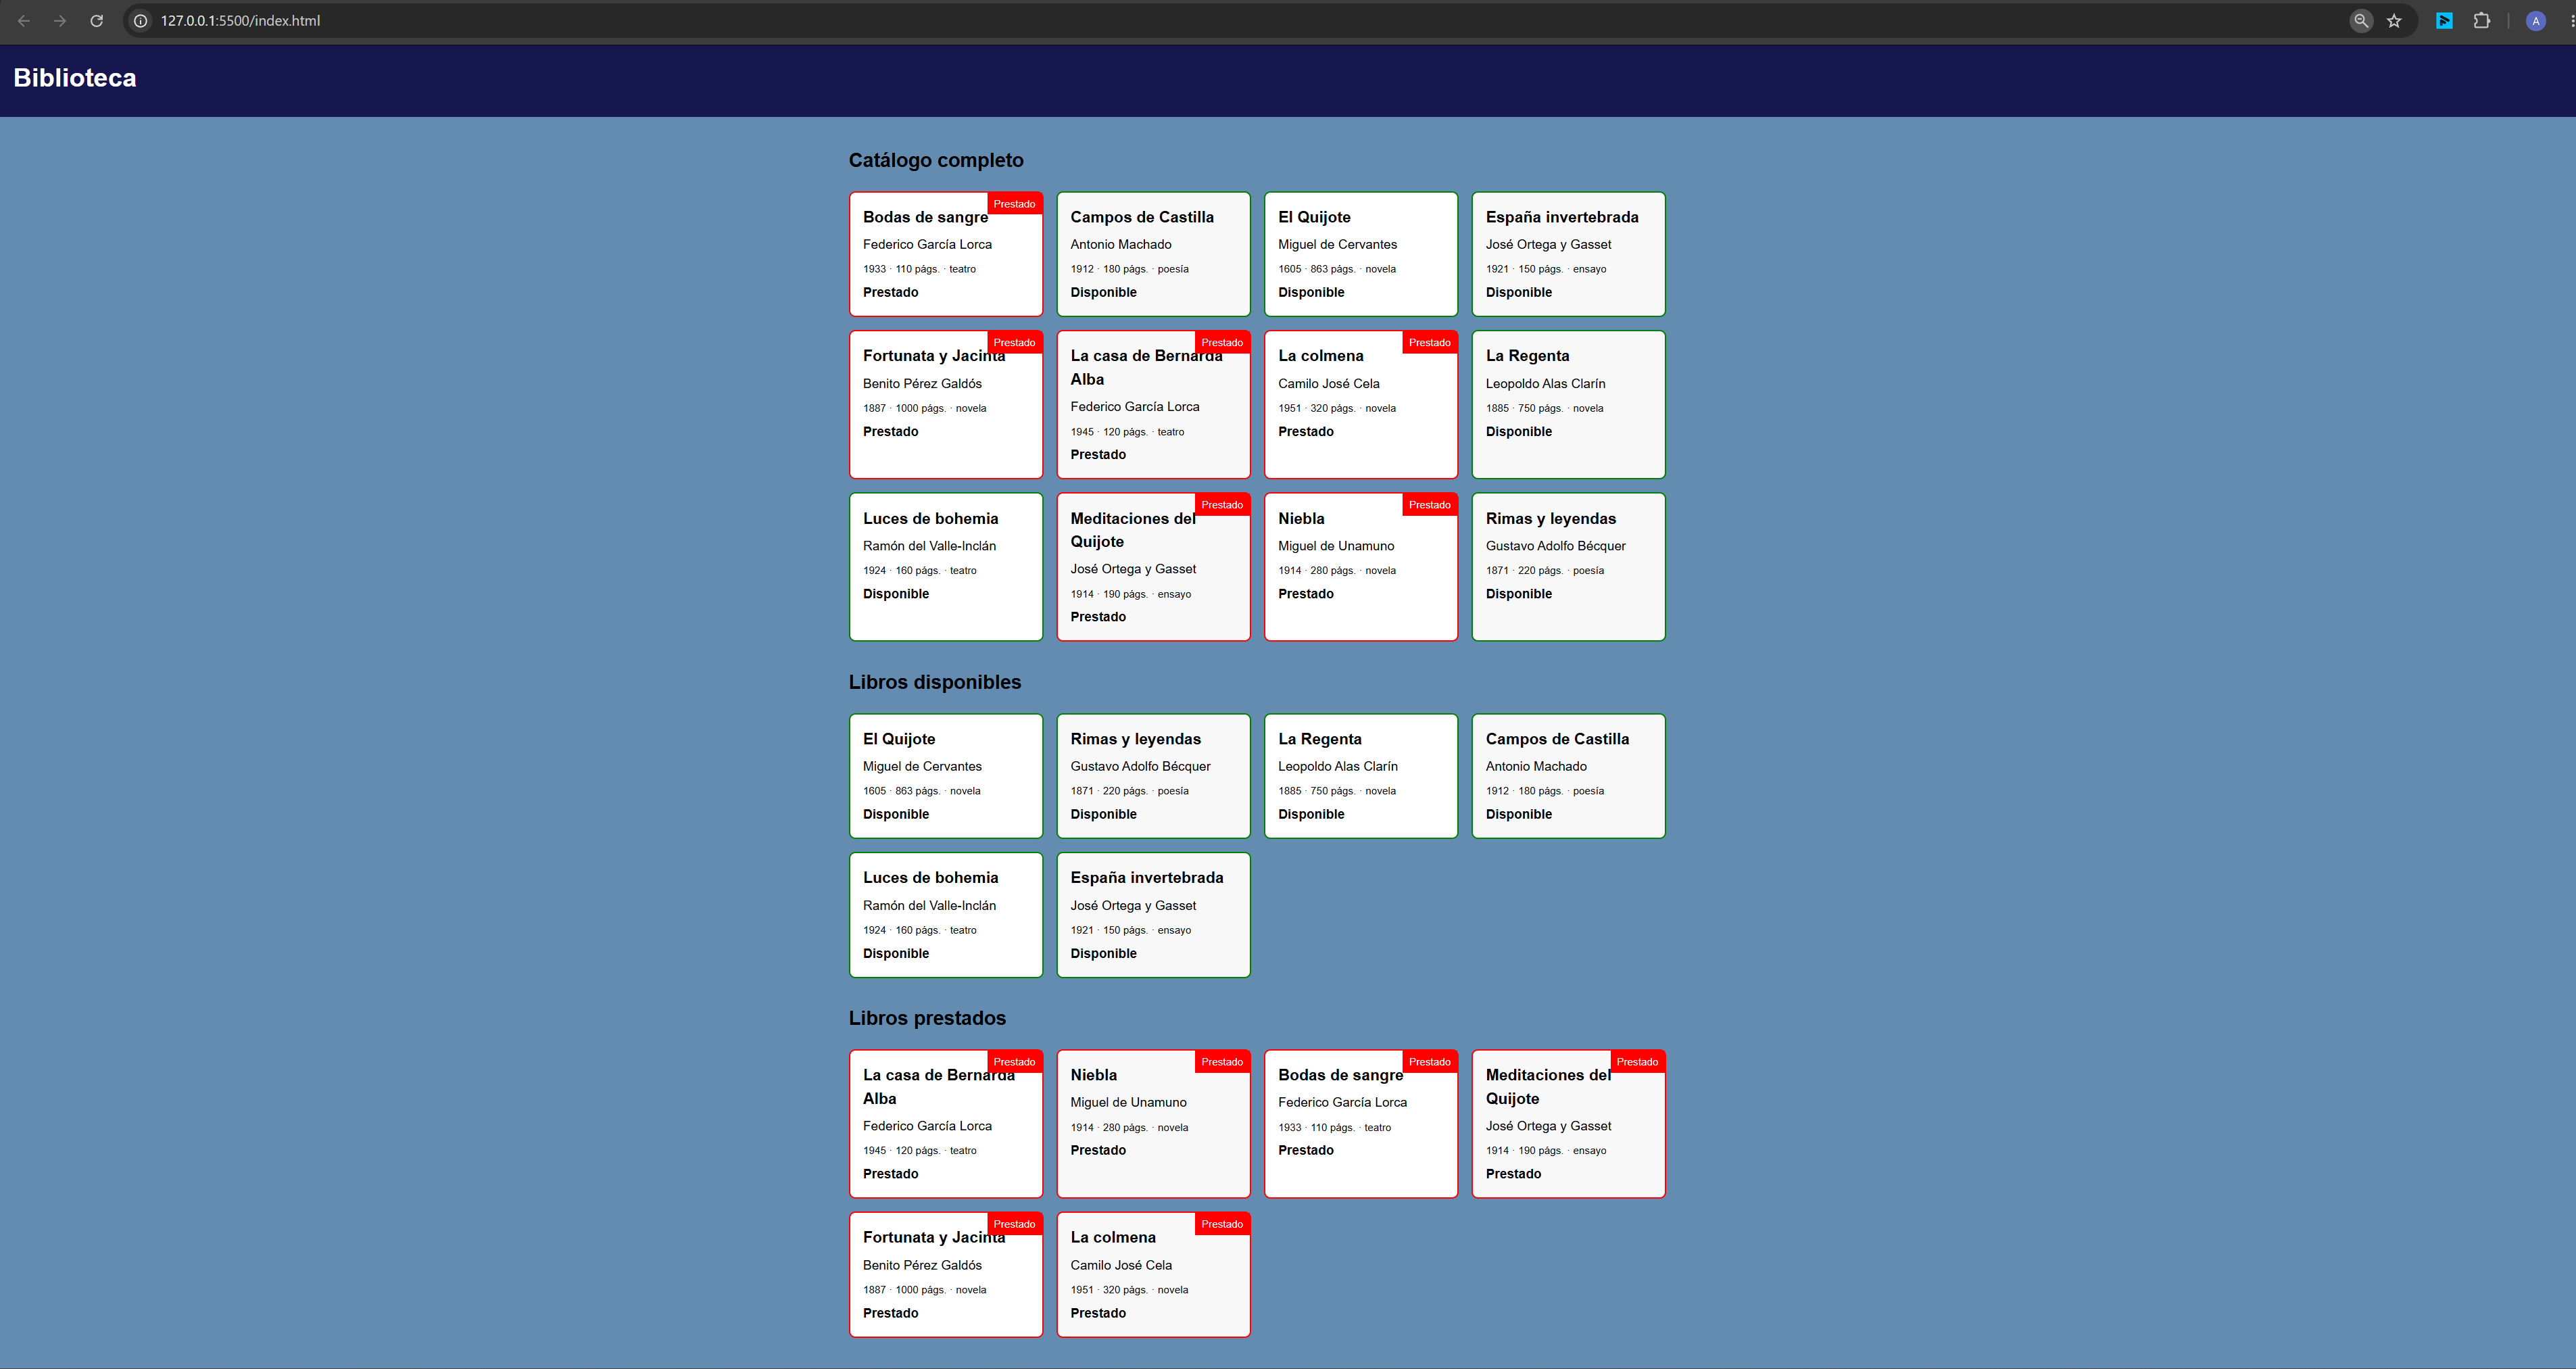 127.0.0.1:5500/index.html
A
Biblioteca
Catálogo completo
Prestado
Bodas de sangre
Federico García Lorca
1933 · 110 págs. · teatro
Prestado
Campos de Castilla
Antonio Machado
1912 · 180 págs. · poesía
Disponible
El Quijote
Miguel de Cervantes
1605 · 863 págs. · novela
Disponible
España invertebrada
José Ortega y Gasset
1921 · 150 págs. · ensayo
Disponible
Prestado
Fortunata y Jacinta
Benito Pérez Galdós
1887 · 1000 págs. · novela
Prestado
Prestado
La casa de Bernarda
Alba
Federico García Lorca
1945 · 120 págs. · teatro
Prestado
Prestado
La colmena
Camilo José Cela
1951 · 320 págs. · novela
Prestado
La Regenta
Leopoldo Alas Clarín
1885 · 750 págs. · novela
Disponible
Luces de bohemia
Ramón del Valle-Inclán
1924 · 160 págs. · teatro
Disponible
Prestado
Meditaciones del
Quijote
José Ortega y Gasset
1914 · 190 págs. · ensayo
Prestado
Prestado
Niebla
Miguel de Unamuno
1914 · 280 págs. · novela
Prestado
Rimas y leyendas
Gustavo Adolfo Bécquer
1871 · 220 págs. · poesía
Disponible
Libros disponibles
El Quijote
Miguel de Cervantes
1605 · 863 págs. · novela
Disponible
Rimas y leyendas
Gustavo Adolfo Bécquer
1871 · 220 págs. · poesía
Disponible
La Regenta
Leopoldo Alas Clarín
1885 · 750 págs. · novela
Disponible
Campos de Castilla
Antonio Machado
1912 · 180 págs. · poesía
Disponible
Luces de bohemia
Ramón del Valle-Inclán
1924 · 160 págs. · teatro
Disponible
España invertebrada
José Ortega y Gasset
1921 · 150 págs. · ensayo
Disponible
Libros prestados
Prestado
La casa de Bernarda
Alba
Federico García Lorca
1945 · 120 págs. · teatro
Prestado
Prestado
Niebla
Miguel de Unamuno
1914 · 280 págs. · novela
Prestado
Prestado
Bodas de sangre
Federico García Lorca
1933 · 110 págs. · teatro
Prestado
Prestado
Meditaciones del
Quijote
José Ortega y Gasset
1914 · 190 págs. · ensayo
Prestado
Prestado
Fortunata y Jacinta
Benito Pérez Galdós
1887 · 1000 págs. · novela
Prestado
Prestado
La colmena
Camilo José Cela
1951 · 320 págs. · novela
Prestado